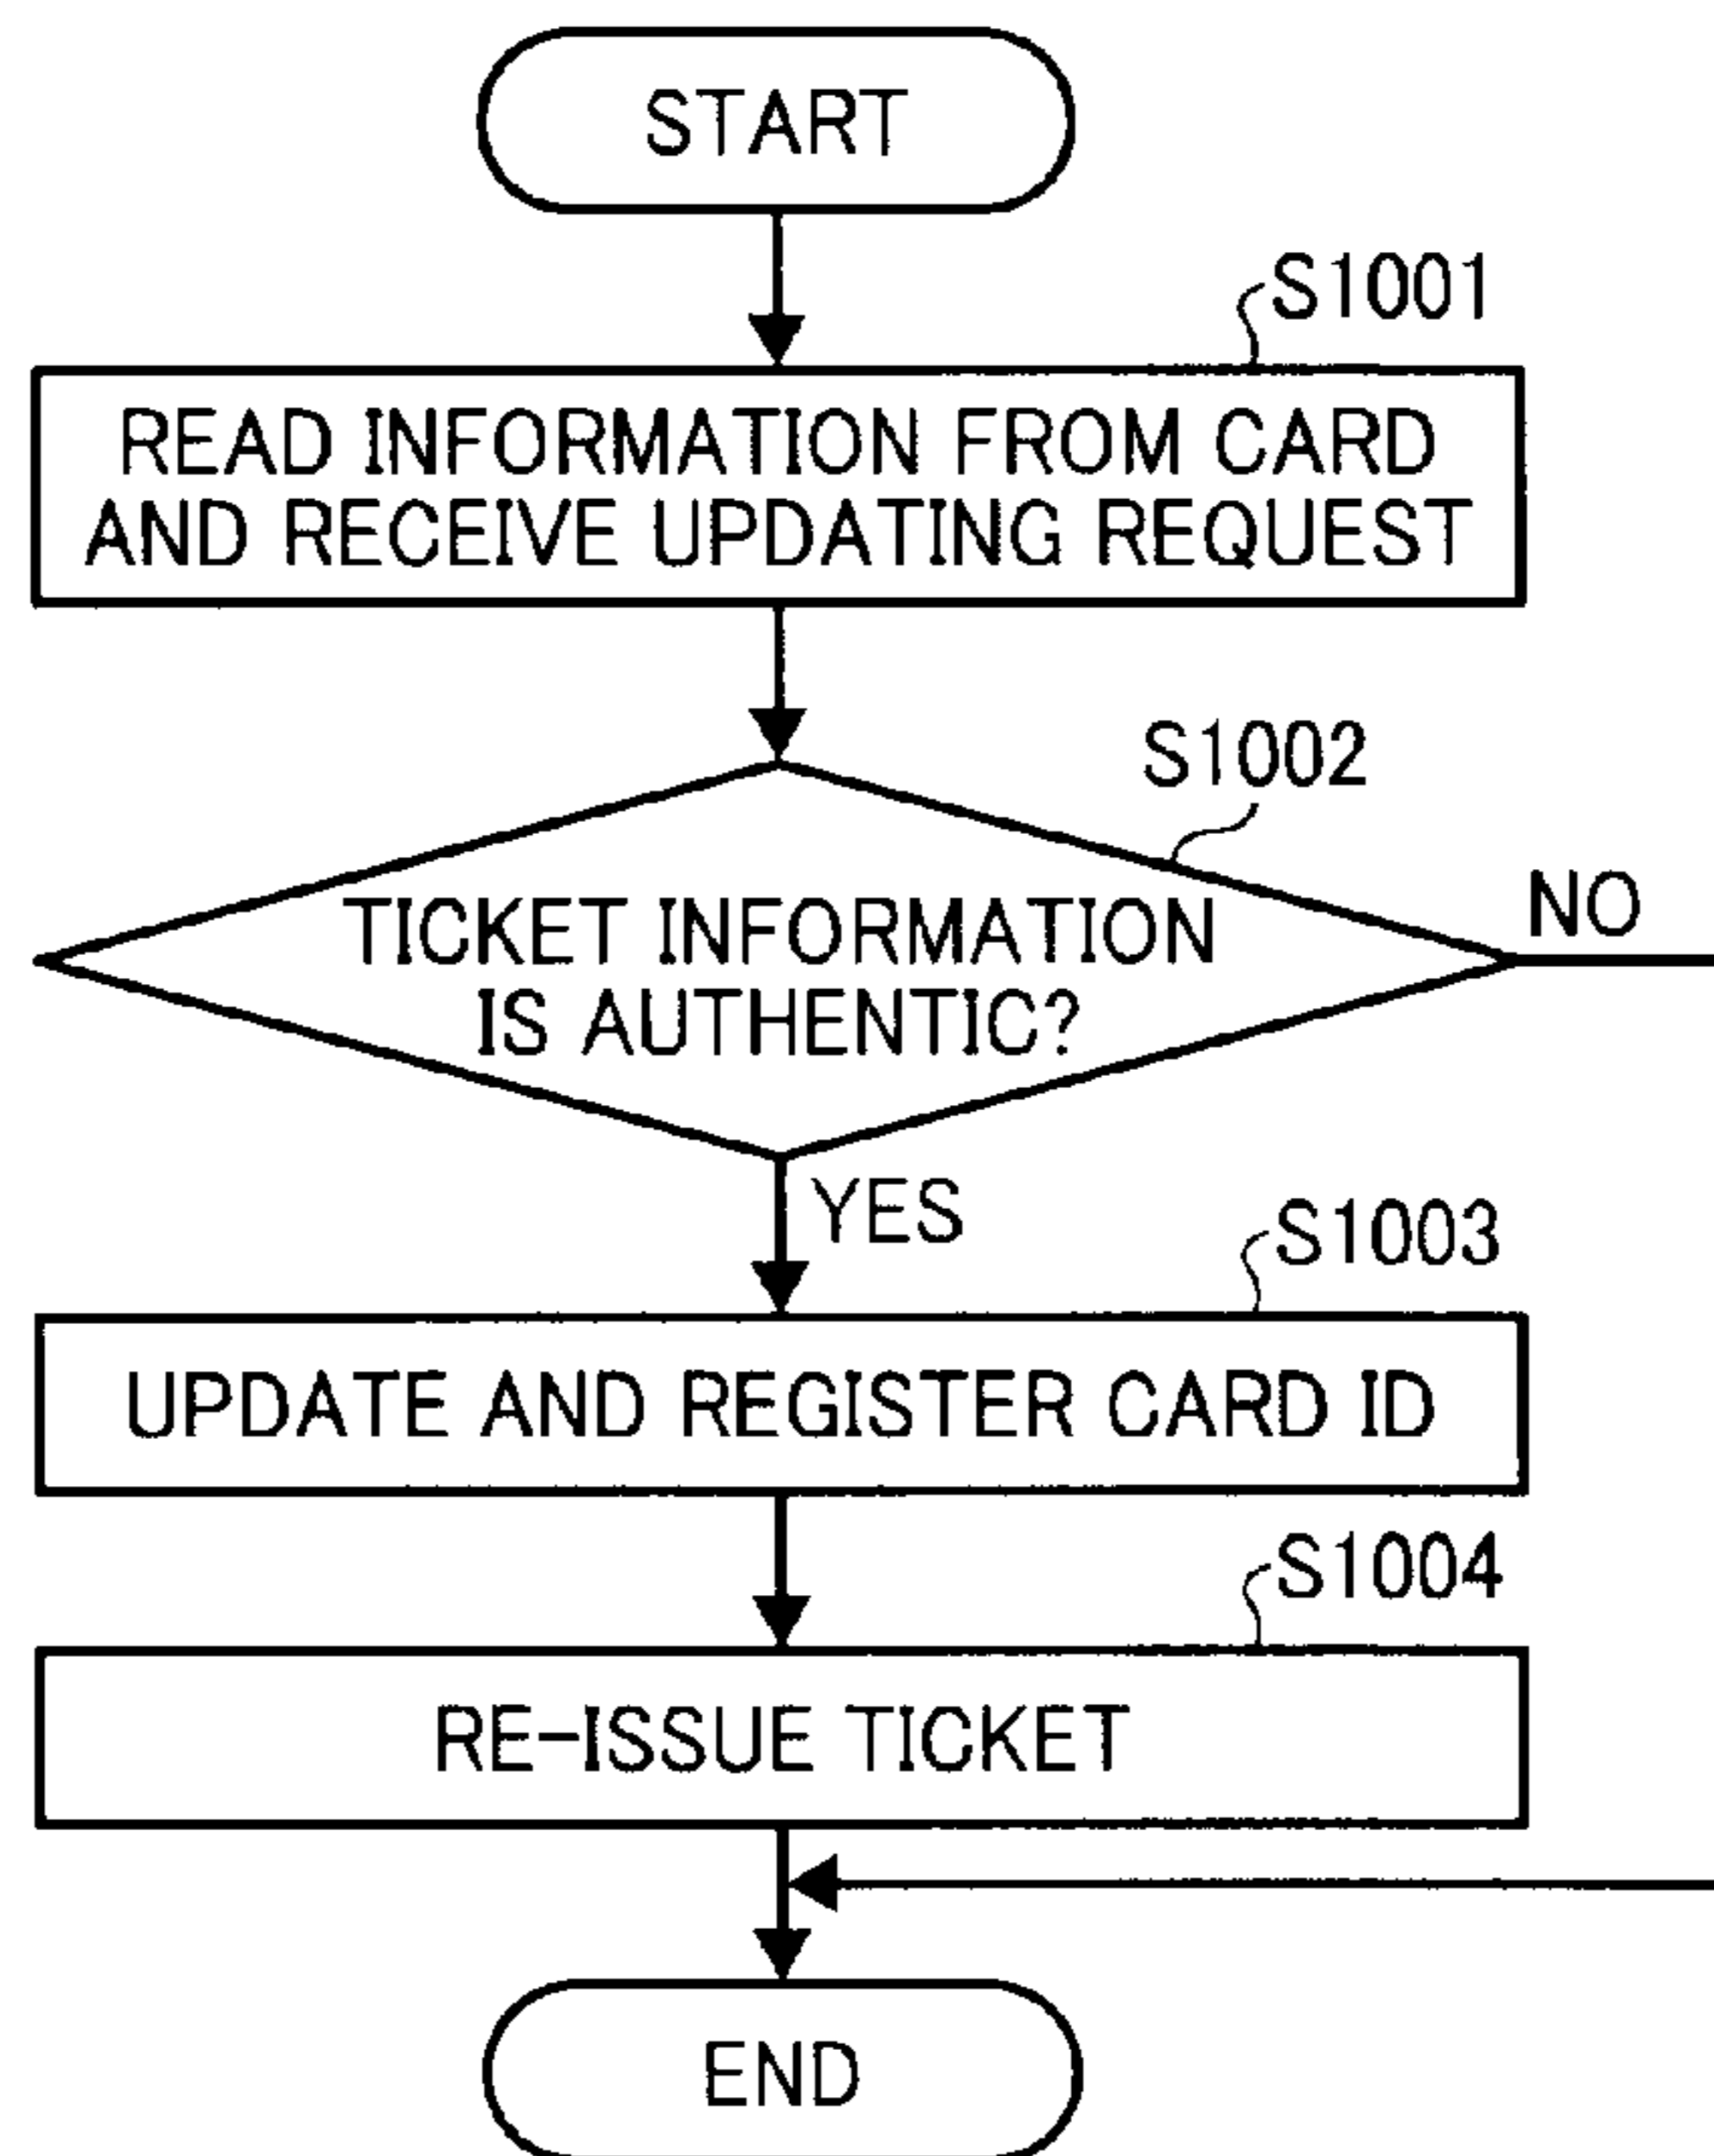 START
S1001
READ INFORMATION FROM CARD
AND RECEIVE UPDATING REQUEST
S1002
TICKET INFORMATION
IS AUTHENTIC?
NO
YES
S1003
UPDATE AND REGISTER CARD ID
S1004
RE-ISSUE TICKET
END